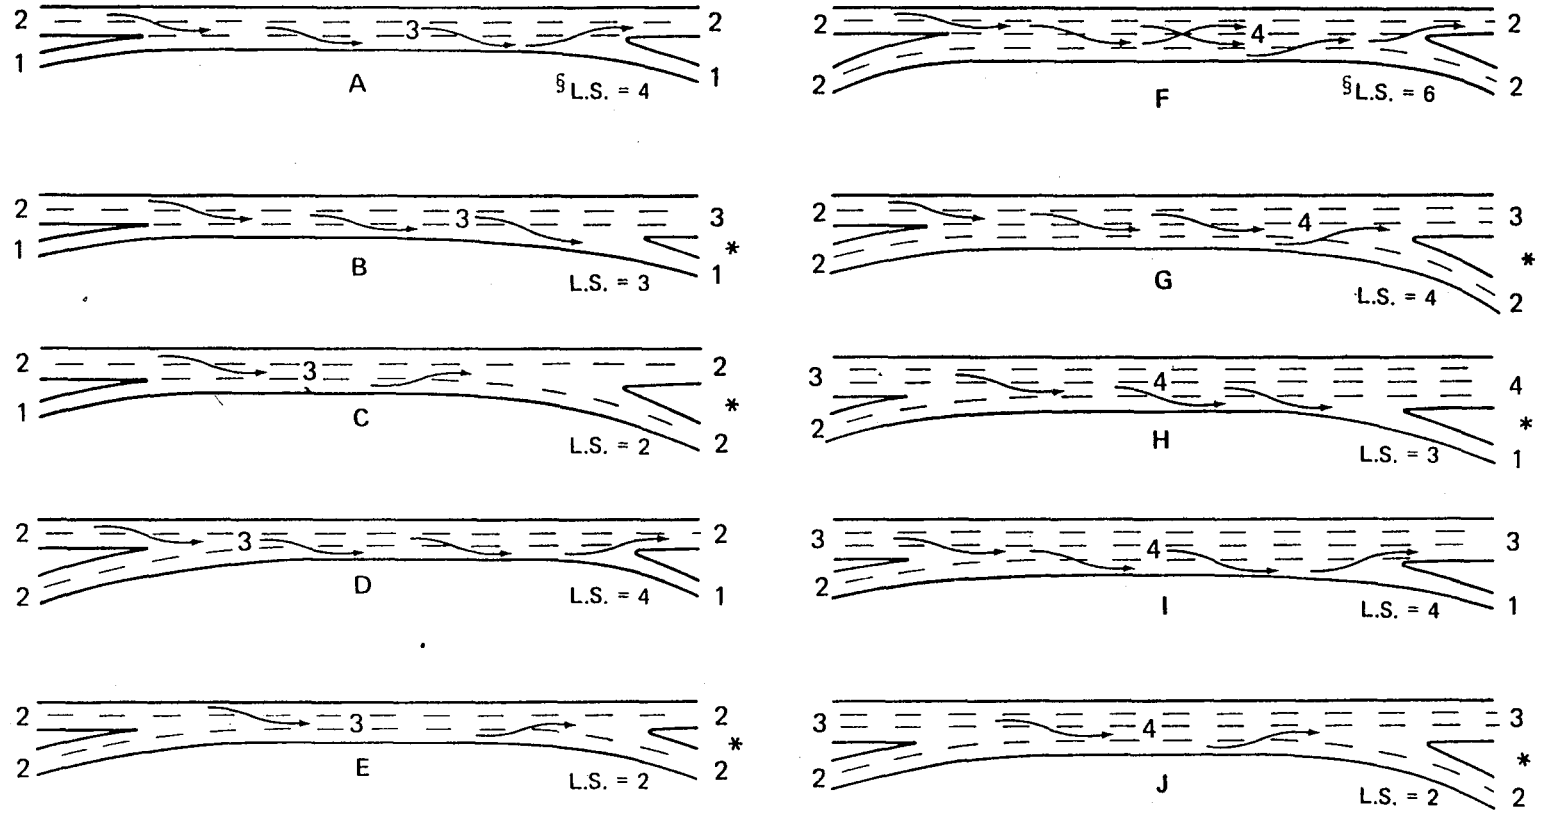 2 3 2
1 1
A §L.S. = 4
2 3 3
1 *
B 1
L.S. = 3
2 3 2
1 *
C 2
L.S. = 2
2 3 2
2 D 1
L.S. = 4
2 3 2
2 *
E 2
L.S. = 2
2 4 2
2 2
F §L.S. = 6
2 4 3
2 *
G 2
L.S. = 4
3 4 4
2 *
H 1
L.S. = 3
3 4 3
2 1
I L.S. = 4
3 4 3
2 *
J 2
L.S. = 2